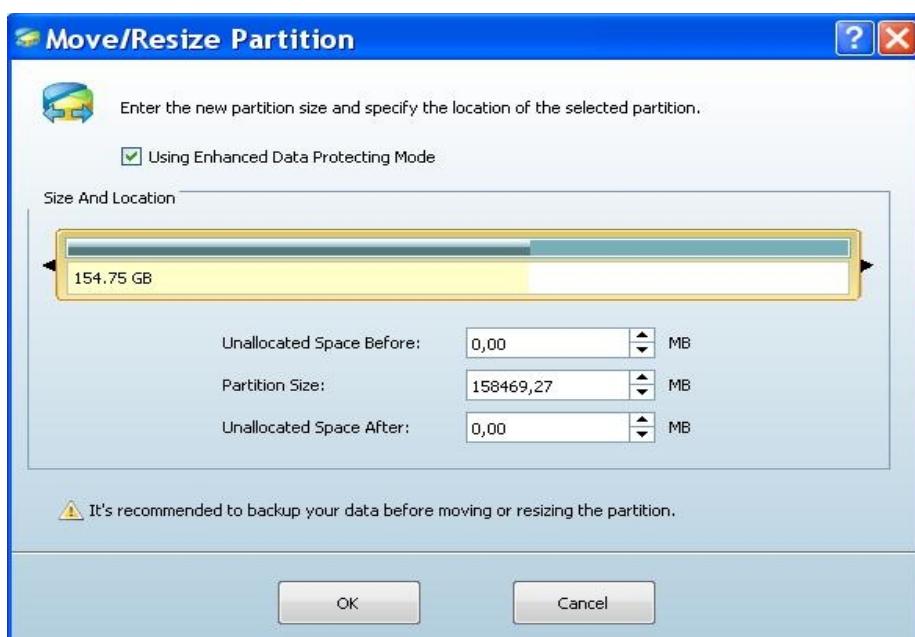 Move/Resize Partition
?
Enter the new partition size and specify the location of the selected partition.
Using Enhanced Data Protecting Mode
Size And Location
154.75 GB
Unallocated Space Before: 0,00 MB
Partition Size: 158469,27 MB
Unallocated Space After: 0,00 MB
It's recommended to backup your data before moving or resizing the partition.
OK Cancel